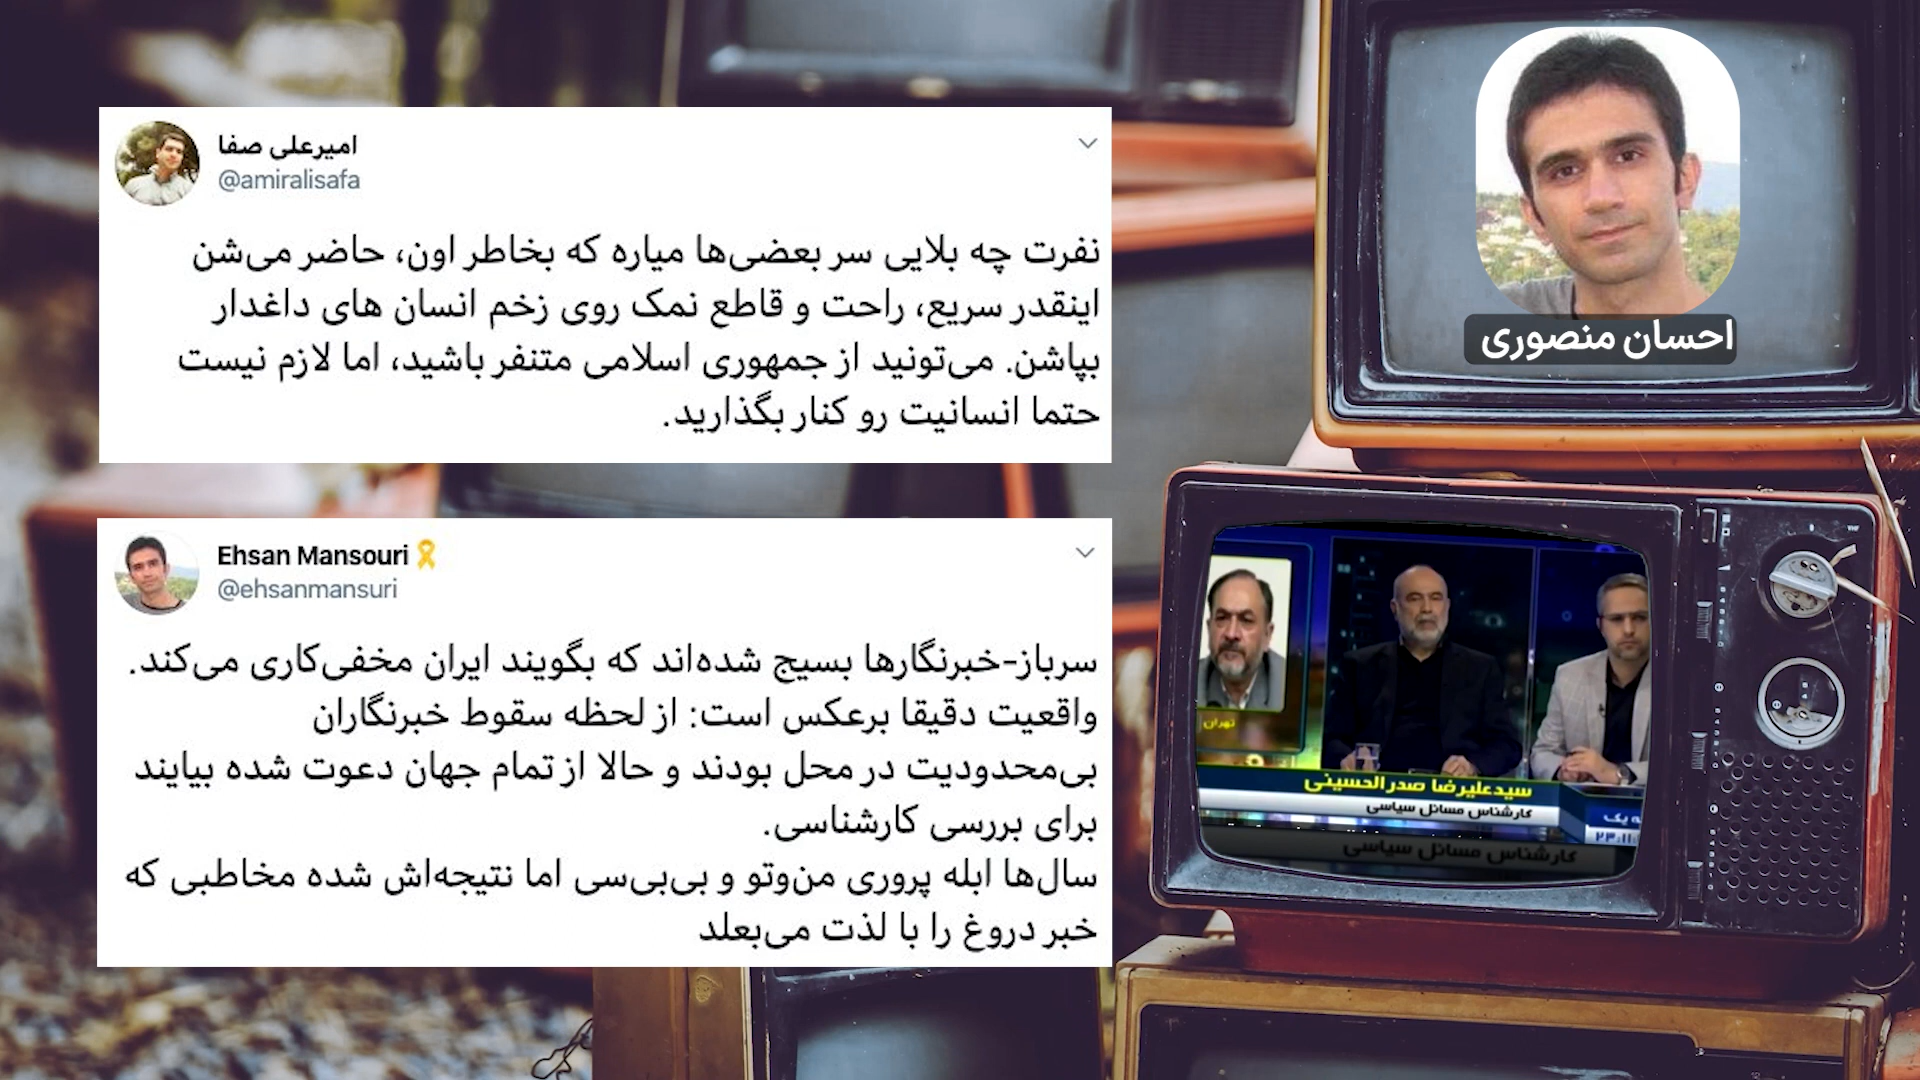 امیرعلی صفا
@amiralisafa
نفرت چه بلایی سر بعضی‌ها میاره که بخاطر اون، حاضر می‌شن
اینقدر سریع، راحت و قاطع نمک روی زخم انسان های داغدار
بپاشن. می‌تونید از جمهوری اسلامی متنفر باشید، اما لازم نیست
حتما انسانیت رو کنار بگذارید.
احسان منصوری
Ehsan Mansouri
@ehsanmansuri
سرباز-خبرنگارها بسیج شده‌اند که بگویند ایران مخفی‌کاری می‌کند.
واقعیت دقیقا برعکس است: از لحظه سقوط خبرنگاران
بی‌محدودیت در محل بودند و حالا از تمام جهان دعوت شده بیایند
برای بررسی کارشناسی.
سال‌ها ابله پروری من‌وتو و بی‌بی‌سی اما نتیجه‌اش شده مخاطبی که
خبر دروغ را با لذت می‌بعلد
تهران
سیدعلیرضا صدرالحسینی
کارشناس مسائل سیاسی
کارشناس مسائل سیاسی